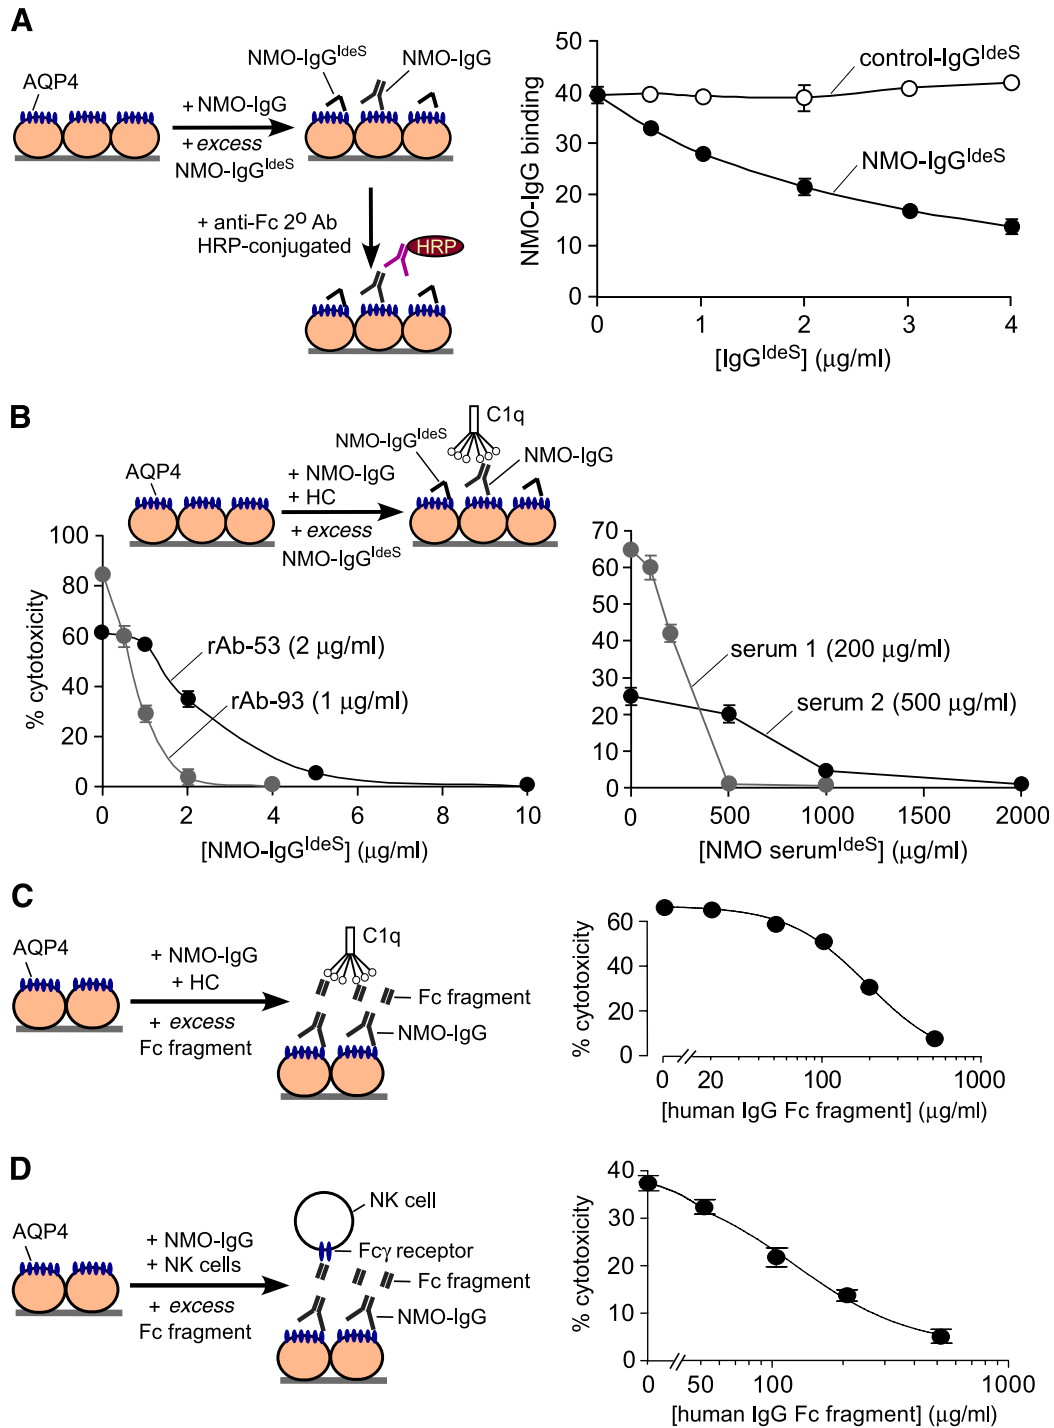 A
AQP4
+ NMO-IgG
+ excess
NMO-IgG^IdeS
NMO-IgG^IdeS
NMO-IgG
+ anti-Fc 2º Ab
HRP-conjugated
HRP
NMO-IgG binding
50
40
30
20
10
0
control-IgG^IdeS
NMO-IgG^IdeS
0 1 2 3 4
[IgG^IdeS] (µg/ml)
B
AQP4
+ NMO-IgG
+ HC
+ excess
NMO-IgG^IdeS
NMO-IgG^IdeS
C1q
NMO-IgG
% cytotoxicity
100
80
60
40
20
0
rAb-53 (2 µg/ml)
rAb-93 (1 µg/ml)
0 2 4 6 8 10
[NMO-IgG^IdeS] (µg/ml)
70
60
50
40
30
20
10
0
serum 1 (200 µg/ml)
serum 2 (500 µg/ml)
0 500 1000 1500 2000
[NMO serum^IdeS] (µg/ml)
C
AQP4
+ NMO-IgG
+ HC
+ excess
Fc fragment
C1q
Fc fragment
NMO-IgG
% cytotoxicity
60
40
20
0
0 20 100 1000
[human IgG Fc fragment] (µg/ml)
D
AQP4
+ NMO-IgG
+ NK cells
+ excess
Fc fragment
NK cell
Fcγ receptor
Fc fragment
NMO-IgG
% cytotoxicity
40
30
20
10
0
0 50 100 1000
[human IgG Fc fragment] (µg/ml)